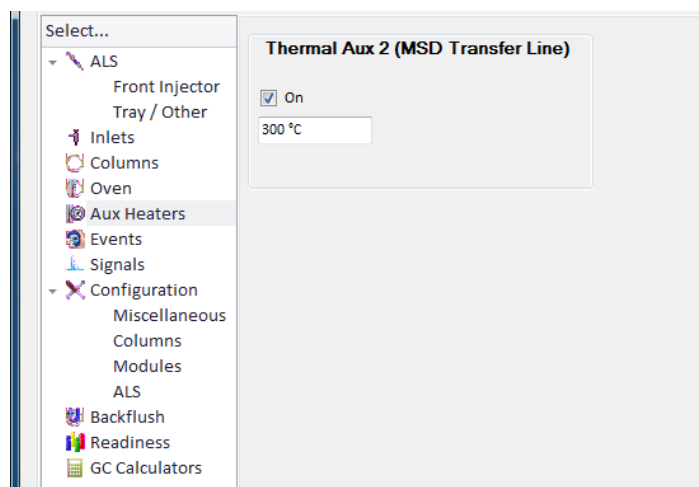 Select...
ALS
Front Injector
Tray / Other
Inlets
Columns
Oven
Aux Heaters
Events
Signals
Configuration
Miscellaneous
Columns
Modules
ALS
Backflush
Readiness
GC Calculators
Thermal Aux 2 (MSD Transfer Line)
On
300 °C